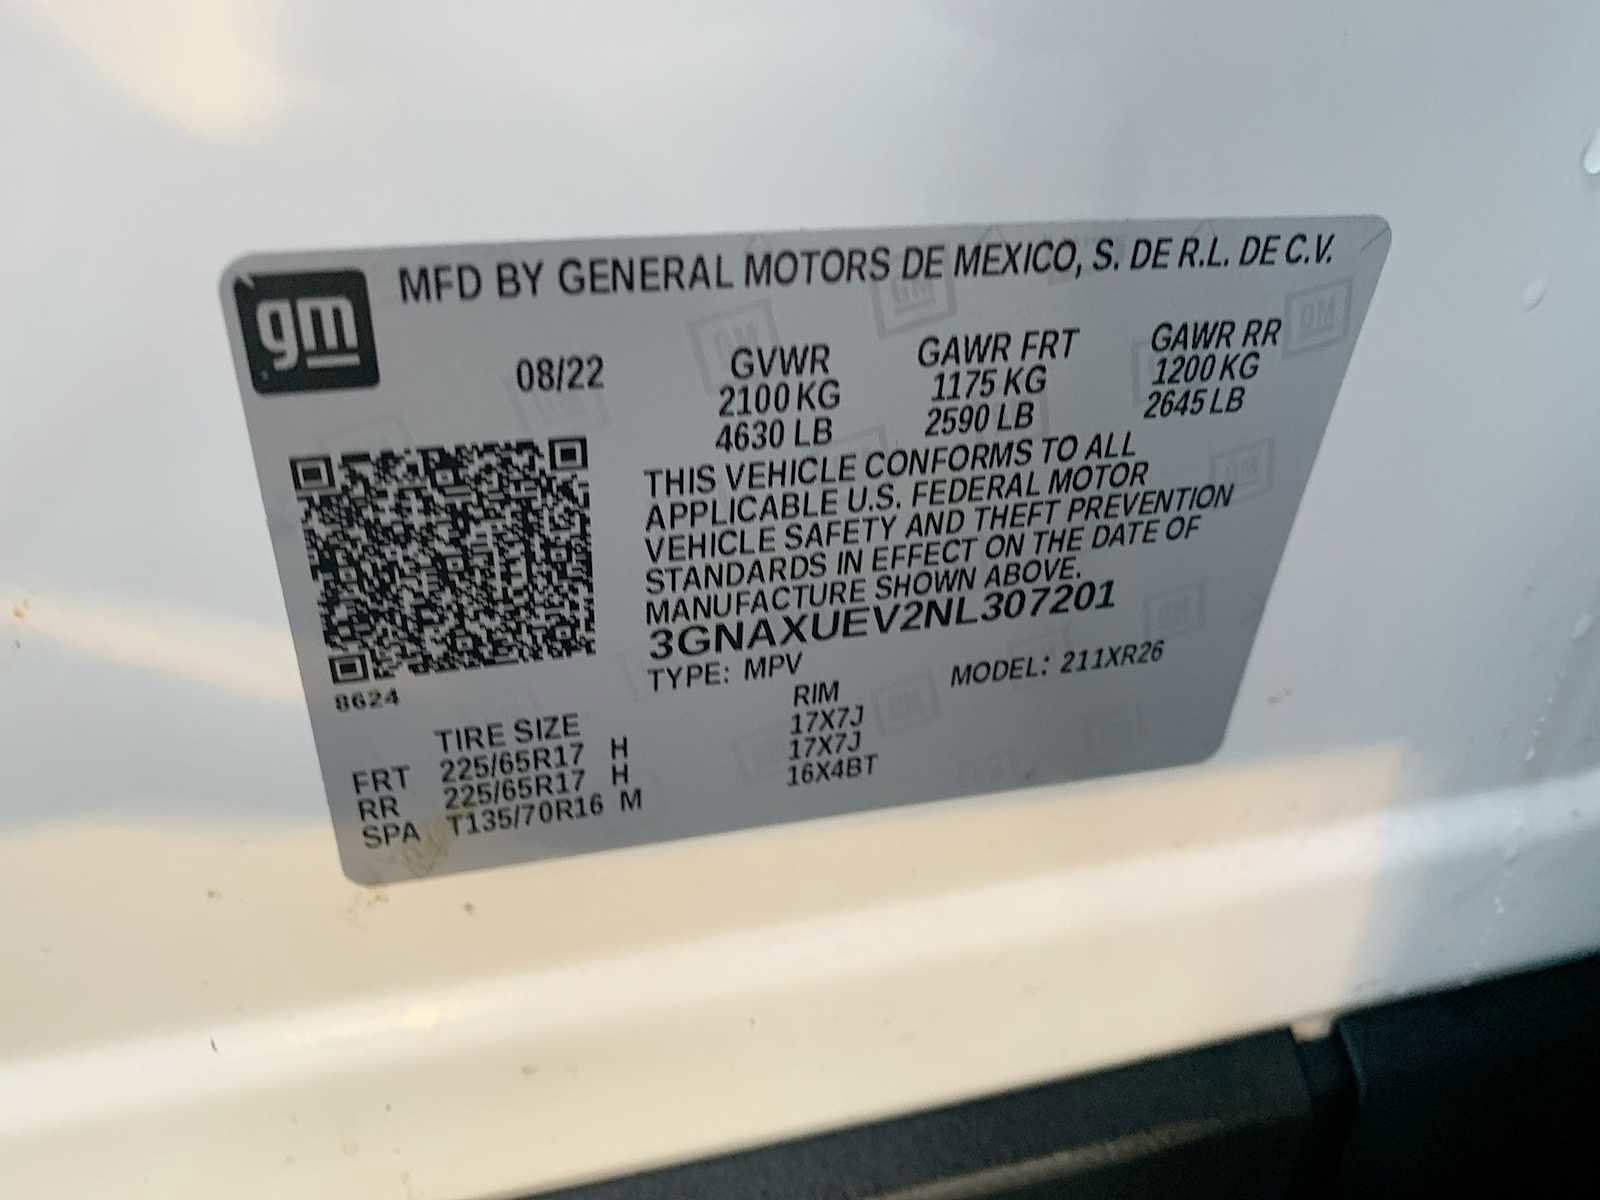 gm
MFD BY GENERAL MOTORS DE MEXICO, S. DE R.L. DE C.V.
08/22
GVWR
2100 KG
4630 LB
GAWR FRT
1175 KG
2590 LB
GAWR RR
1200 KG
2645 LB
THIS VEHICLE CONFORMS TO ALL
APPLICABLE U.S. FEDERAL MOTOR
VEHICLE SAFETY AND THEFT PREVENTION
STANDARDS IN EFFECT ON THE DATE OF
MANUFACTURE SHOWN ABOVE.
3GNAXUEV2NL307201
TYPE: MPV MODEL: 211XR26
8624
TIRE SIZE RIM
FRT 225/65R17 H 17X7J
RR 225/65R17 H 17X7J
SPA T135/70R16 M 16X4BT